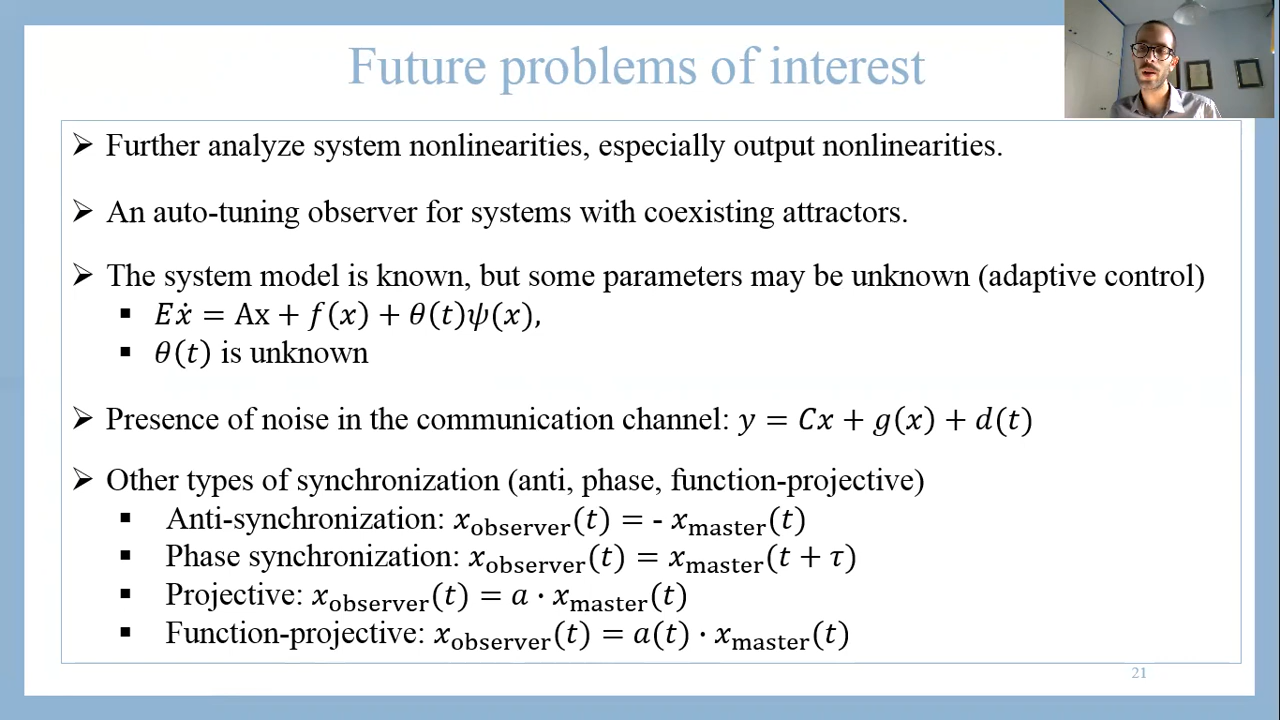 Future problems of interest
➢ Further analyze system nonlinearities, especially output nonlinearities.
➢ An auto-tuning observer for systems with coexisting attractors.
➢ The system model is known, but some parameters may be unknown (adaptive control)
▪ Eẋ = Ax + f(x) + θ(t)ψ(x),
▪ θ(t) is unknown
➢ Presence of noise in the communication channel: y = Cx + g(x) + d(t)
➢ Other types of synchronization (anti, phase, function-projective)
▪ Anti-synchronization: x_observer(t) = - x_master(t)
▪ Phase synchronization: x_observer(t) = x_master(t + τ)
▪ Projective: x_observer(t) = a · x_master(t)
▪ Function-projective: x_observer(t) = a(t) · x_master(t)
21